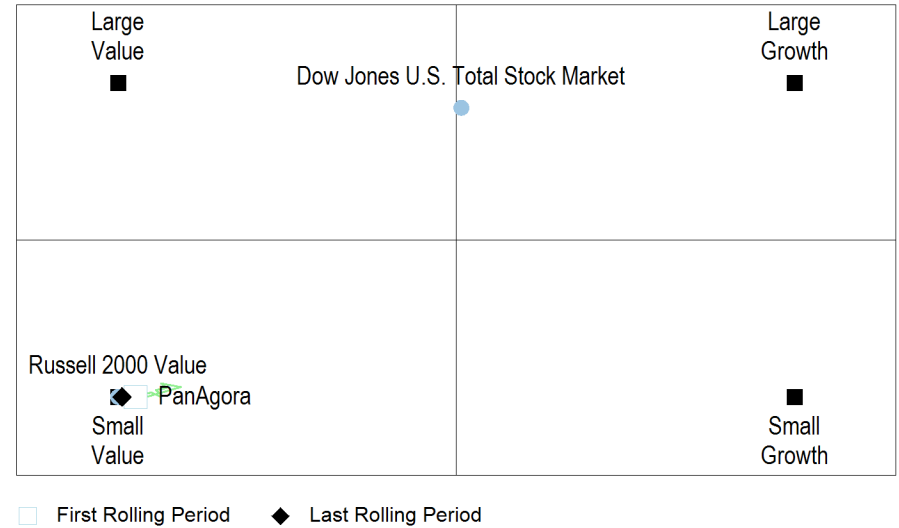 Large
Value
Large
Growth
Dow Jones U.S. Total Stock Market
Russell 2000 Value
PanAgora
Small
Value
Small
Growth
First Rolling Period
Last Rolling Period